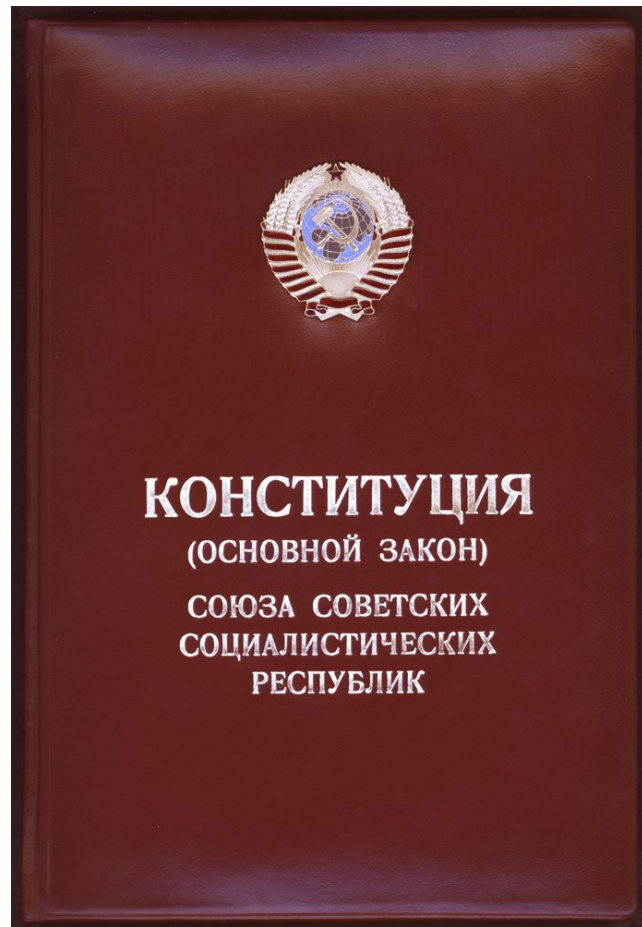 КОНСТИТУЦИЯ
(ОСНОВНОЙ ЗАКОН)
СОЮЗА СОВЕТСКИХ
СОЦИАЛИСТИЧЕСКИХ
РЕСПУБЛИК